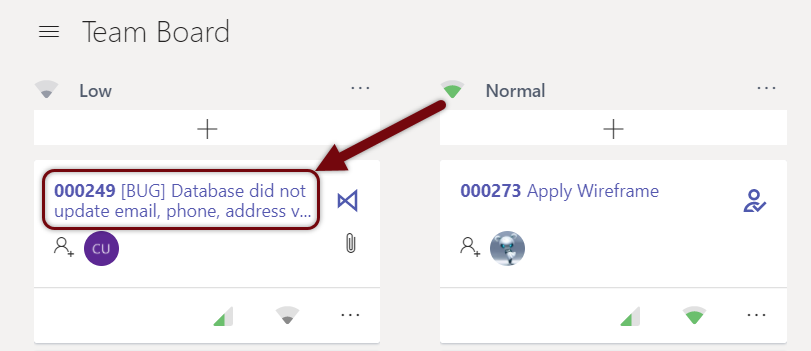 Team Board
Low
...
Normal
...
000249 [BUG] Database did not
update email, phone, address v...
CU
...
000273 Apply Wireframe
...